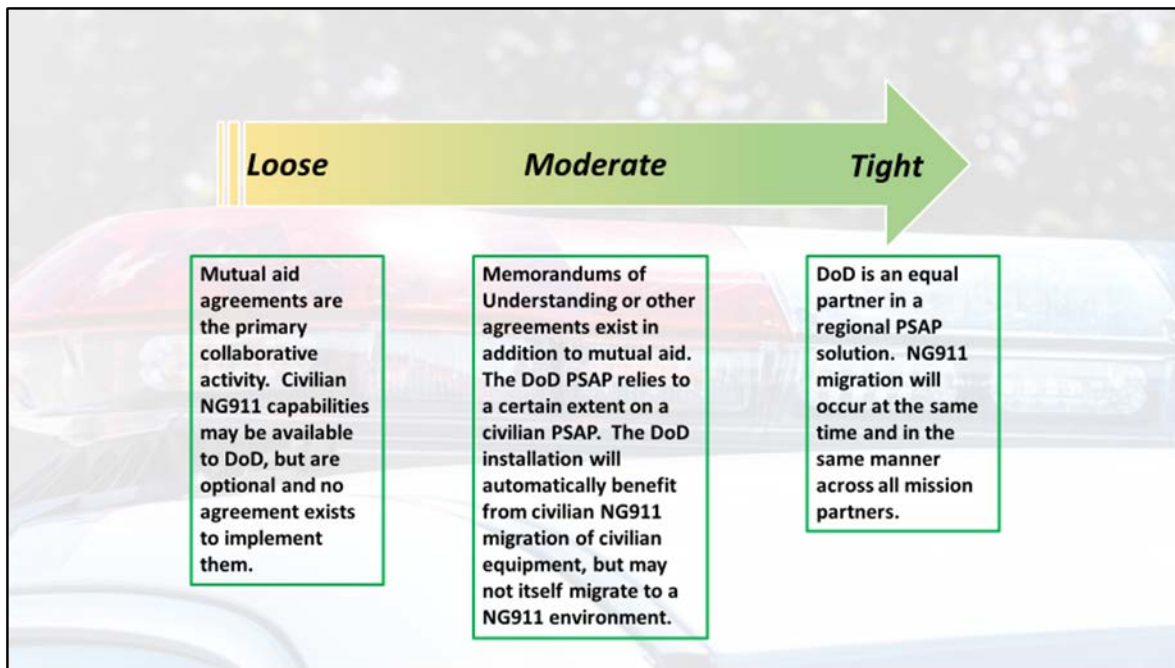 Loose Moderate Tight
Mutual aid
agreements are
the primary
collaborative
activity.  Civilian
NG911 capabilities
may be available
to DoD, but are
optional and no
agreement exists
to implement
them.
Memorandums of
Understanding or other
agreements exist in
addition to mutual aid.
The DoD PSAP relies to
a certain extent on a
civilian PSAP.  The DoD
installation will
automatically benefit
from civilian NG911
migration of civilian
equipment, but may
not itself migrate to a
NG911 environment.
DoD is an equal
partner in a
regional PSAP
solution.  NG911
migration will
occur at the same
time and in the
same manner
across all mission
partners.